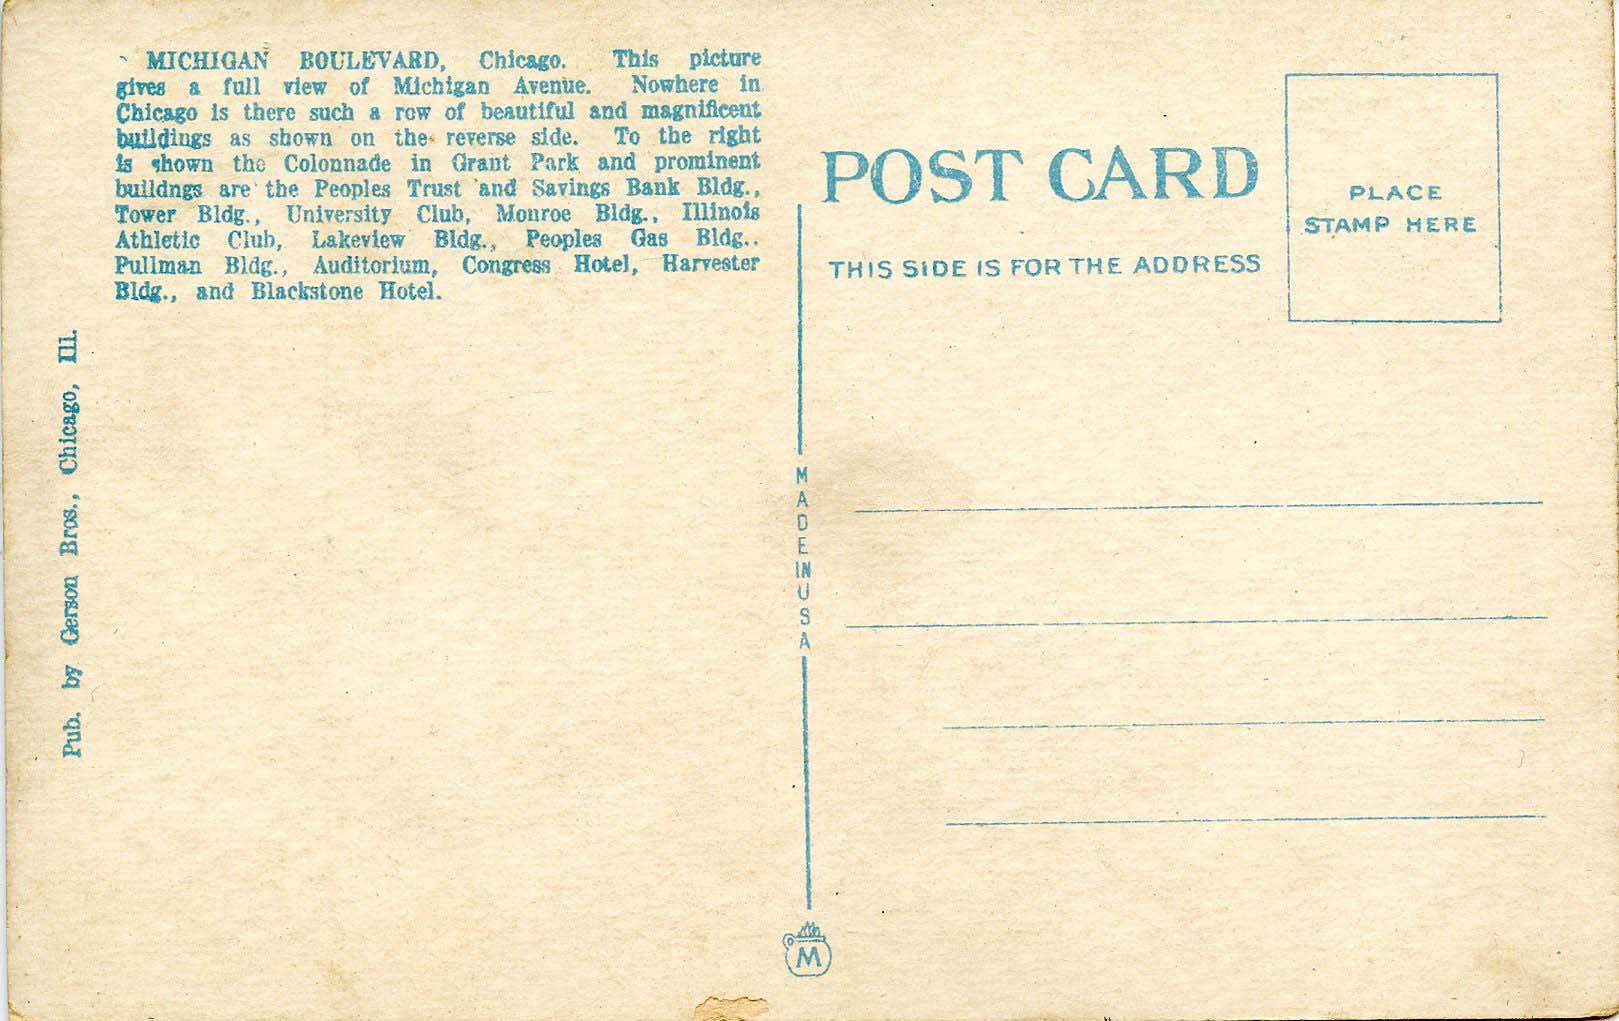 MICHIGAN BOULEVARD, Chicago. This picture
gives a full view of Michigan Avenue. Nowhere in
Chicago is there such a row of beautiful and magnificent
buildings as shown on the reverse side. To the right
is shown the Colonnade in Grant Park and prominent
buildngs are the Peoples Trust and Savings Bank Bldg.,
Tower Bldg., University Club, Monroe Bldg., Illinois
Athletic Club, Lakeview Bldg., Peoples Gas Bldg..
Pullman Bldg., Auditorium, Congress Hotel, Harvester
Bldg., and Blackstone Hotel.
Pub. by Gerson Bros., Chicago, Ill.
POST CARD
THIS SIDE IS FOR THE ADDRESS
PLACE
STAMP HERE
MADE IN USA
M